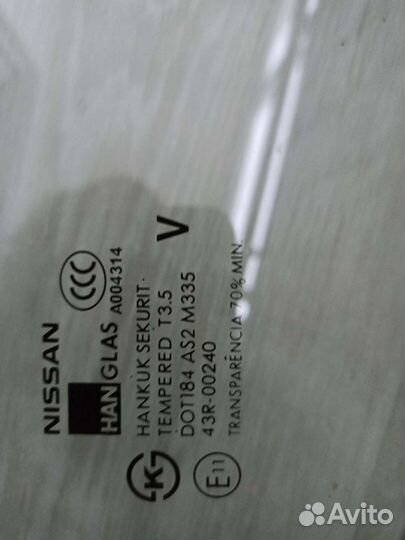 NISSAN
CCC
HANGLAS A004314
HANKUK SEKURIT·
TEMPERED T3.5
DOT184 AS2 M335
V
43R-00240
K
E11
TRANSPARÊNCIA 70% MIN.
Avito